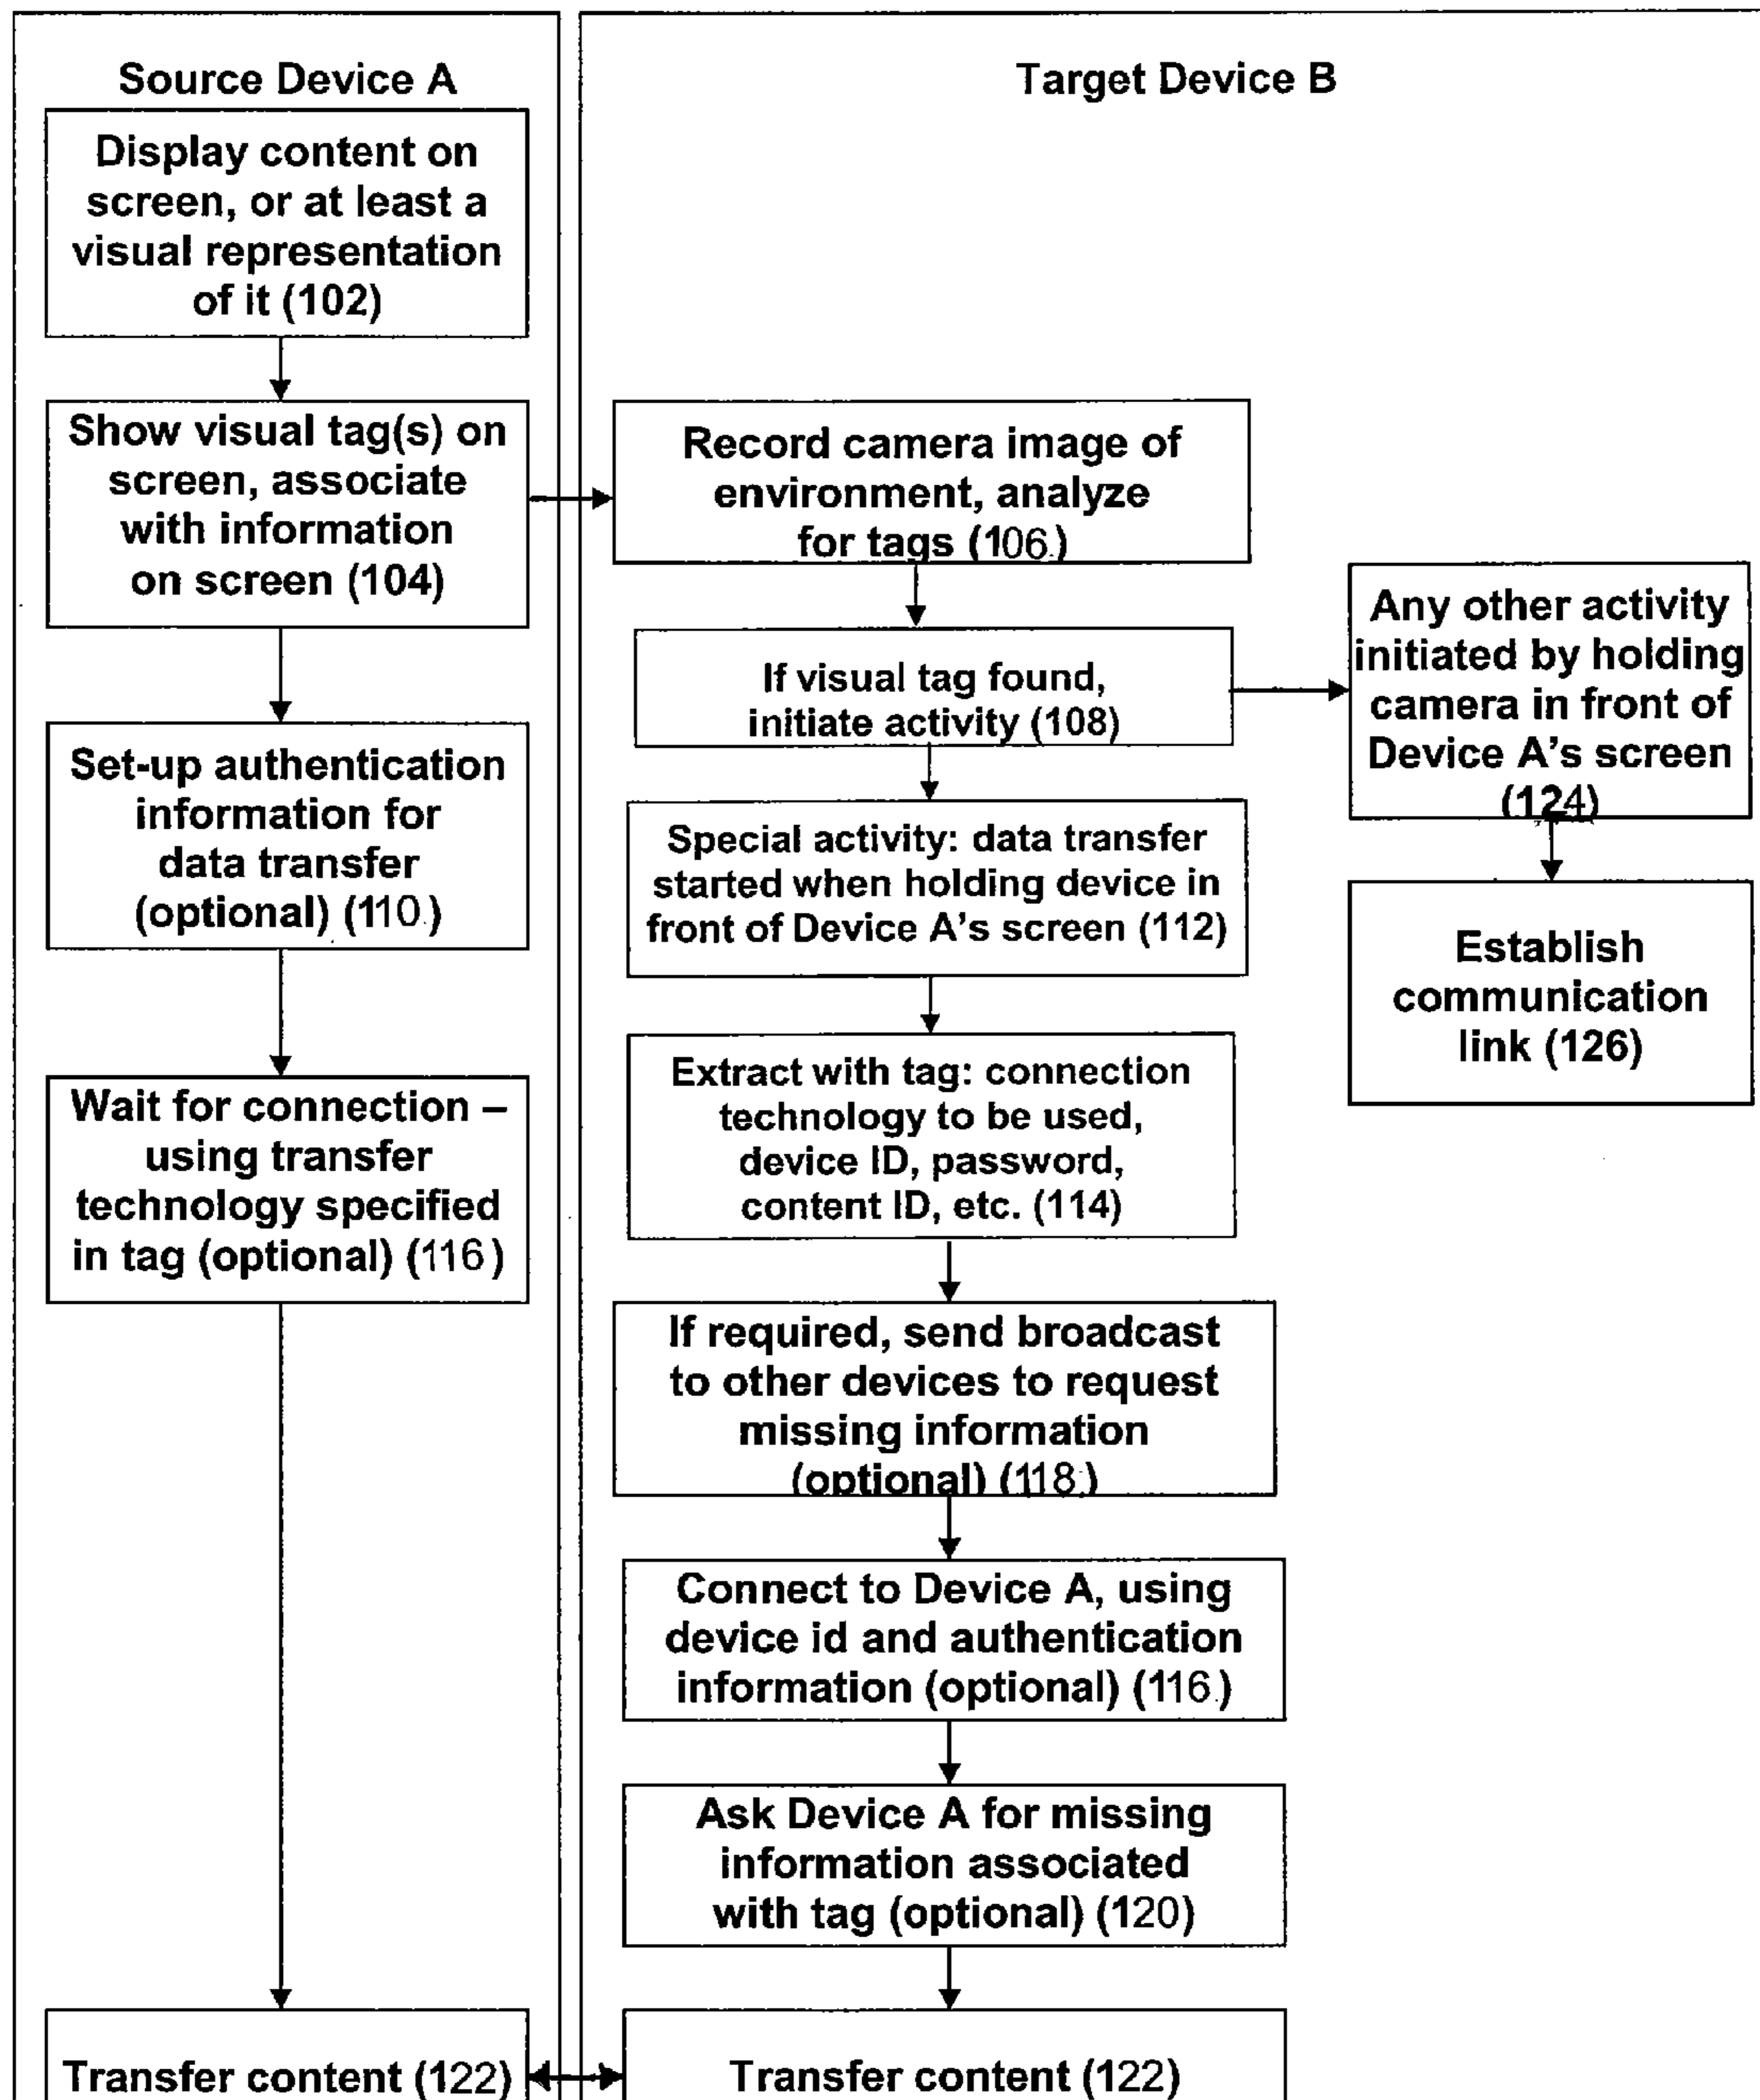 Source Device A
Display content on
screen, or at least a
visual representation
of it (102)
Show visual tag(s) on
screen, associate
with information
on screen (104)
Set-up authentication
information for
data transfer
(optional) (110.)
Wait for connection –
using transfer
technology specified
in tag (optional) (116)
Transfer content (122)
Target Device B
Record camera image of
environment, analyze
for tags (106.)
If visual tag found,
initiate activity (108)
Special activity: data transfer
started when holding device in
front of Device A's screen (112)
Extract with tag: connection
technology to be used,
device ID, password,
content ID, etc. (114)
If required, send broadcast
to other devices to request
missing information
(optional) (118.)
Connect to Device A, using
device id and authentication
information (optional) (116.)
Ask Device A for missing
information associated
with tag (optional) (120)
Transfer content (122)
Any other activity
initiated by holding
camera in front of
Device A's screen
(124)
Establish
communication
link (126)